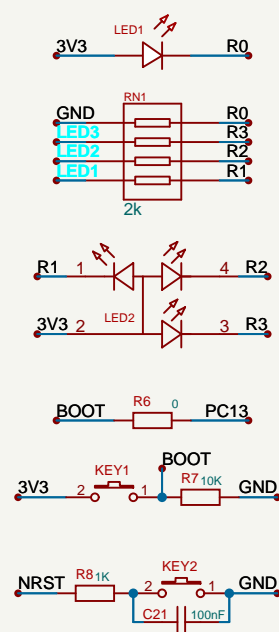 LED1
3V3 R0
RN1
GND R0
LED3 R3
LED2 R2
LED1 R1
2k
R1 1 4 R2
LED2
3V3 2 3 R3
R6 0
BOOT PC13
BOOT
KEY1
3V3 2 1 R7 10K GND
KEY2
NRST R8 1K 2 1 GND
C21 100nF